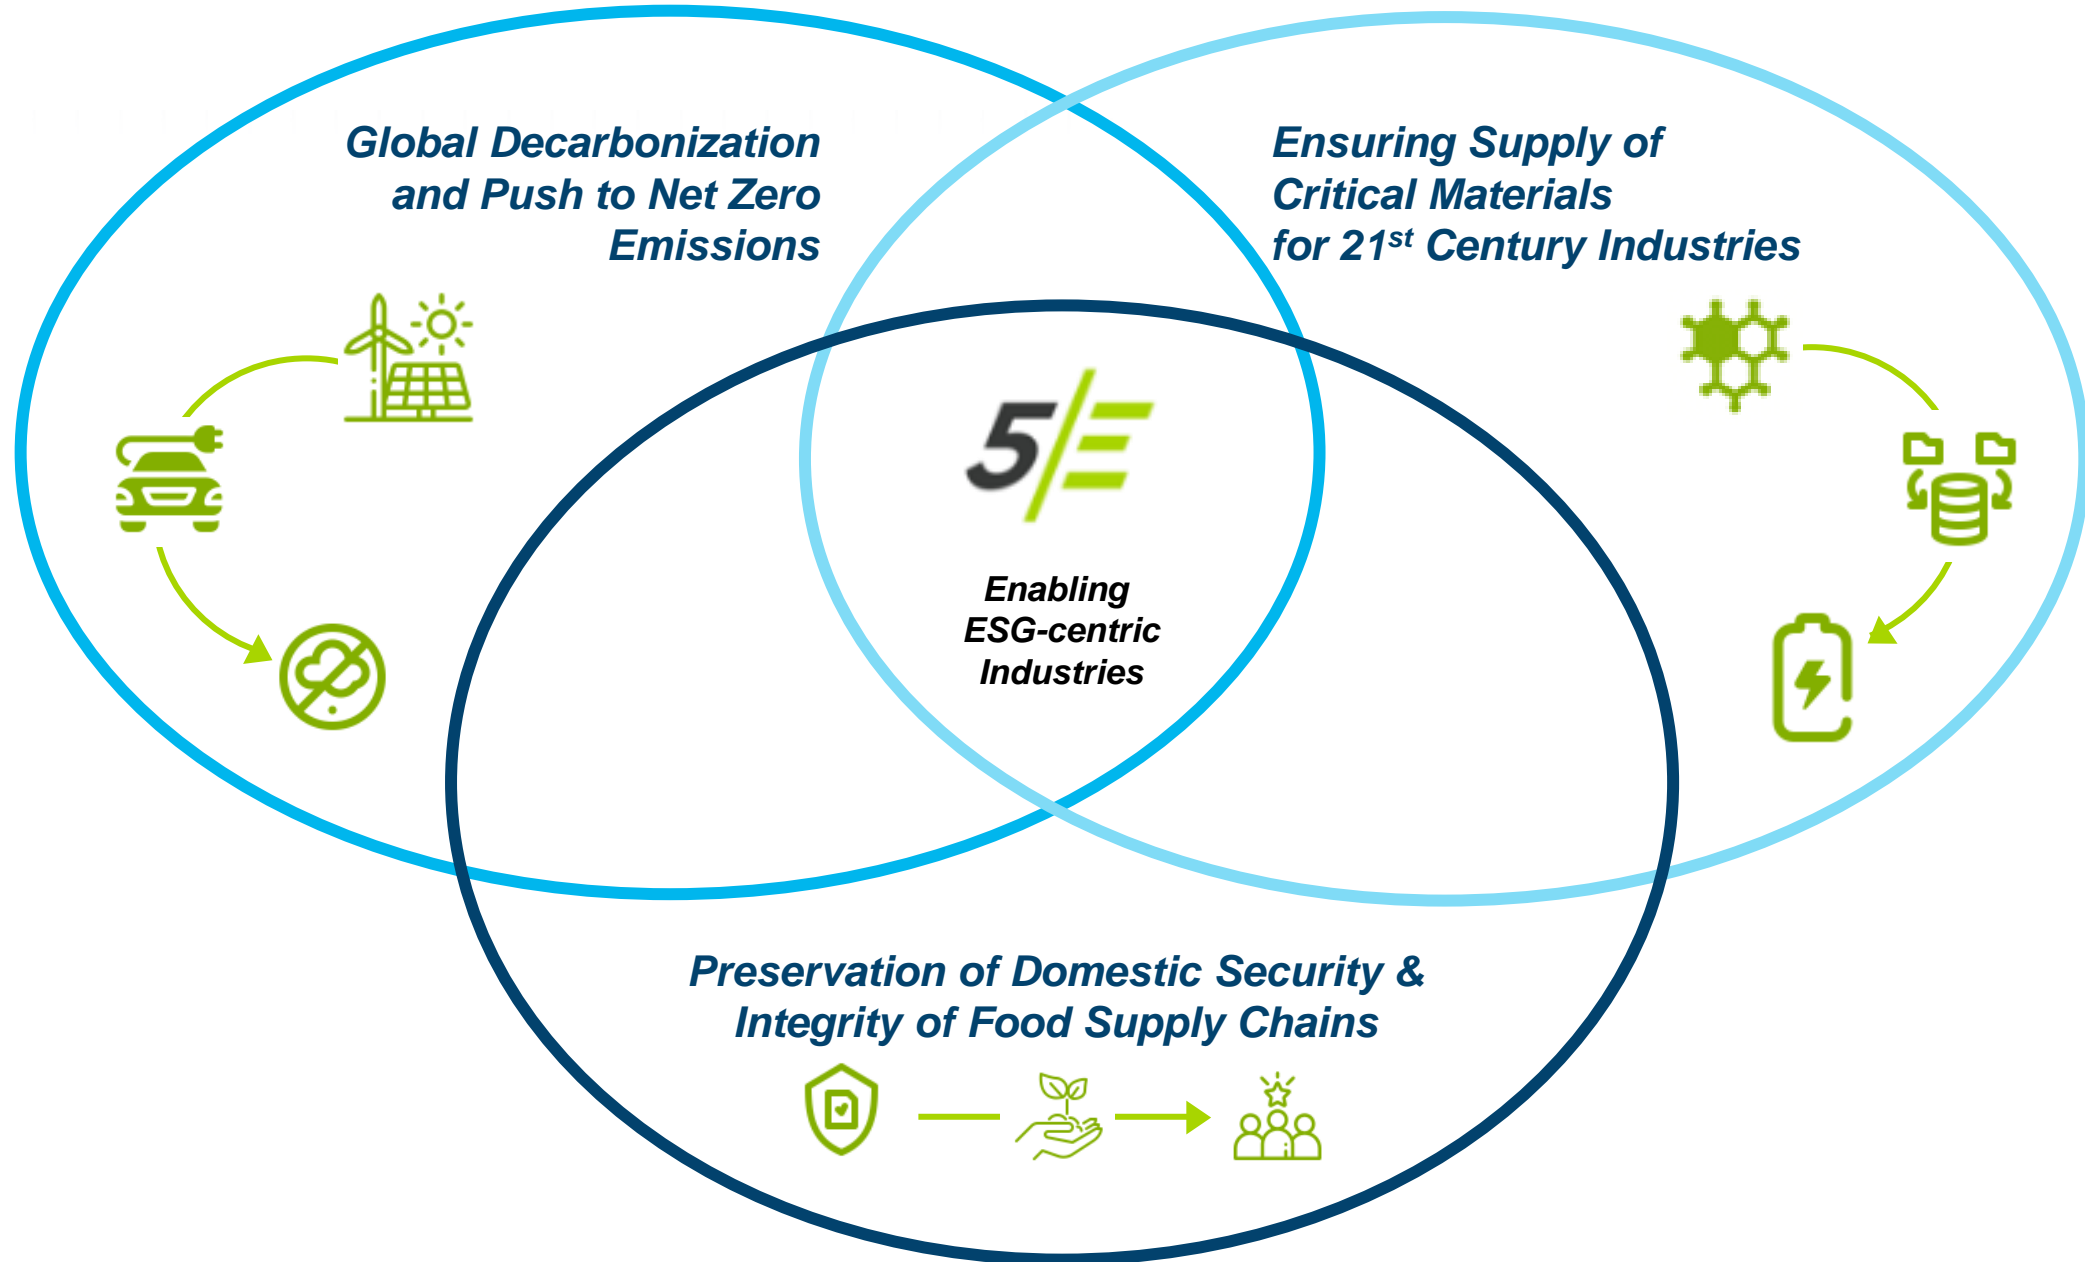 Global Decarbonization
and Push to Net Zero
Emissions
Ensuring Supply of
Critical Materials
for 21st Century Industries
5/E
Enabling
ESG-centric
Industries
Preservation of Domestic Security &
Integrity of Food Supply Chains